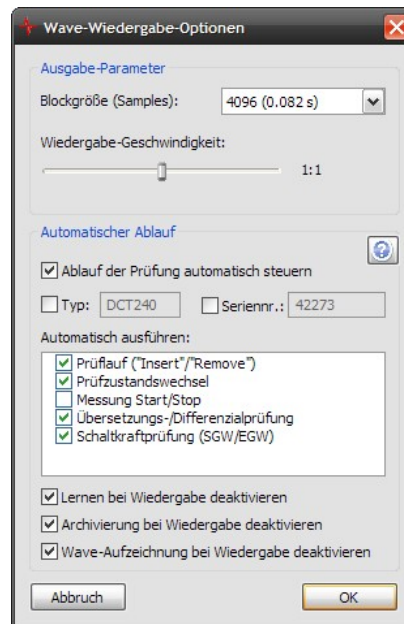 Wave-Wiedergabe-Optionen
Ausgabe-Parameter
Blockgröße (Samples): 4096 (0.082 s)
Wiedergabe-Geschwindigkeit:
1:1
Automatischer Ablauf
Ablauf der Prüfung automatisch steuern
Typ: DCT240 Seriennr.: 42273
Automatisch ausführen:
Prüflauf ("Insert"/"Remove")
Prüfzustandswechsel
Messung Start/Stop
Übersetzungs-/Differenzialprüfung
Schaltkraftprüfung (SGW/EGW)
Lernen bei Wiedergabe deaktivieren
Archivierung bei Wiedergabe deaktivieren
Wave-Aufzeichnung bei Wiedergabe deaktivieren
Abbruch OK